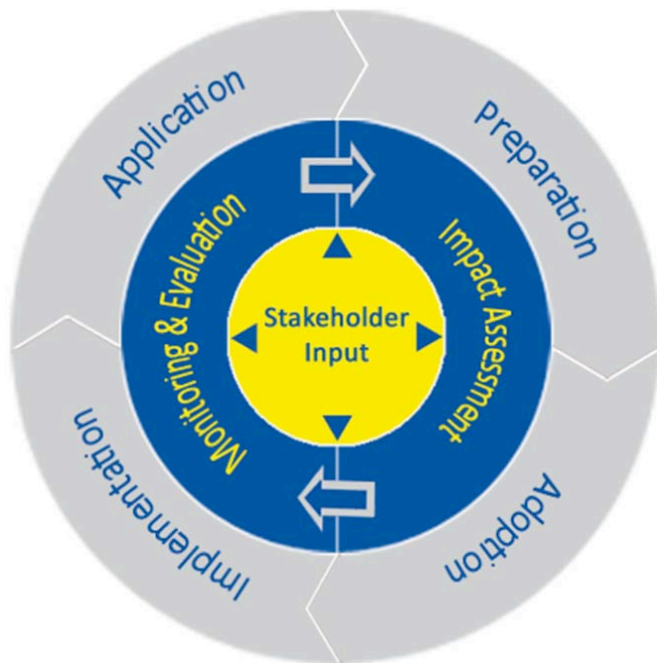 Application
Preparation
Monitoring & Evaluation
Impact Assessment
Stakeholder
Input
Implementation
Adoption